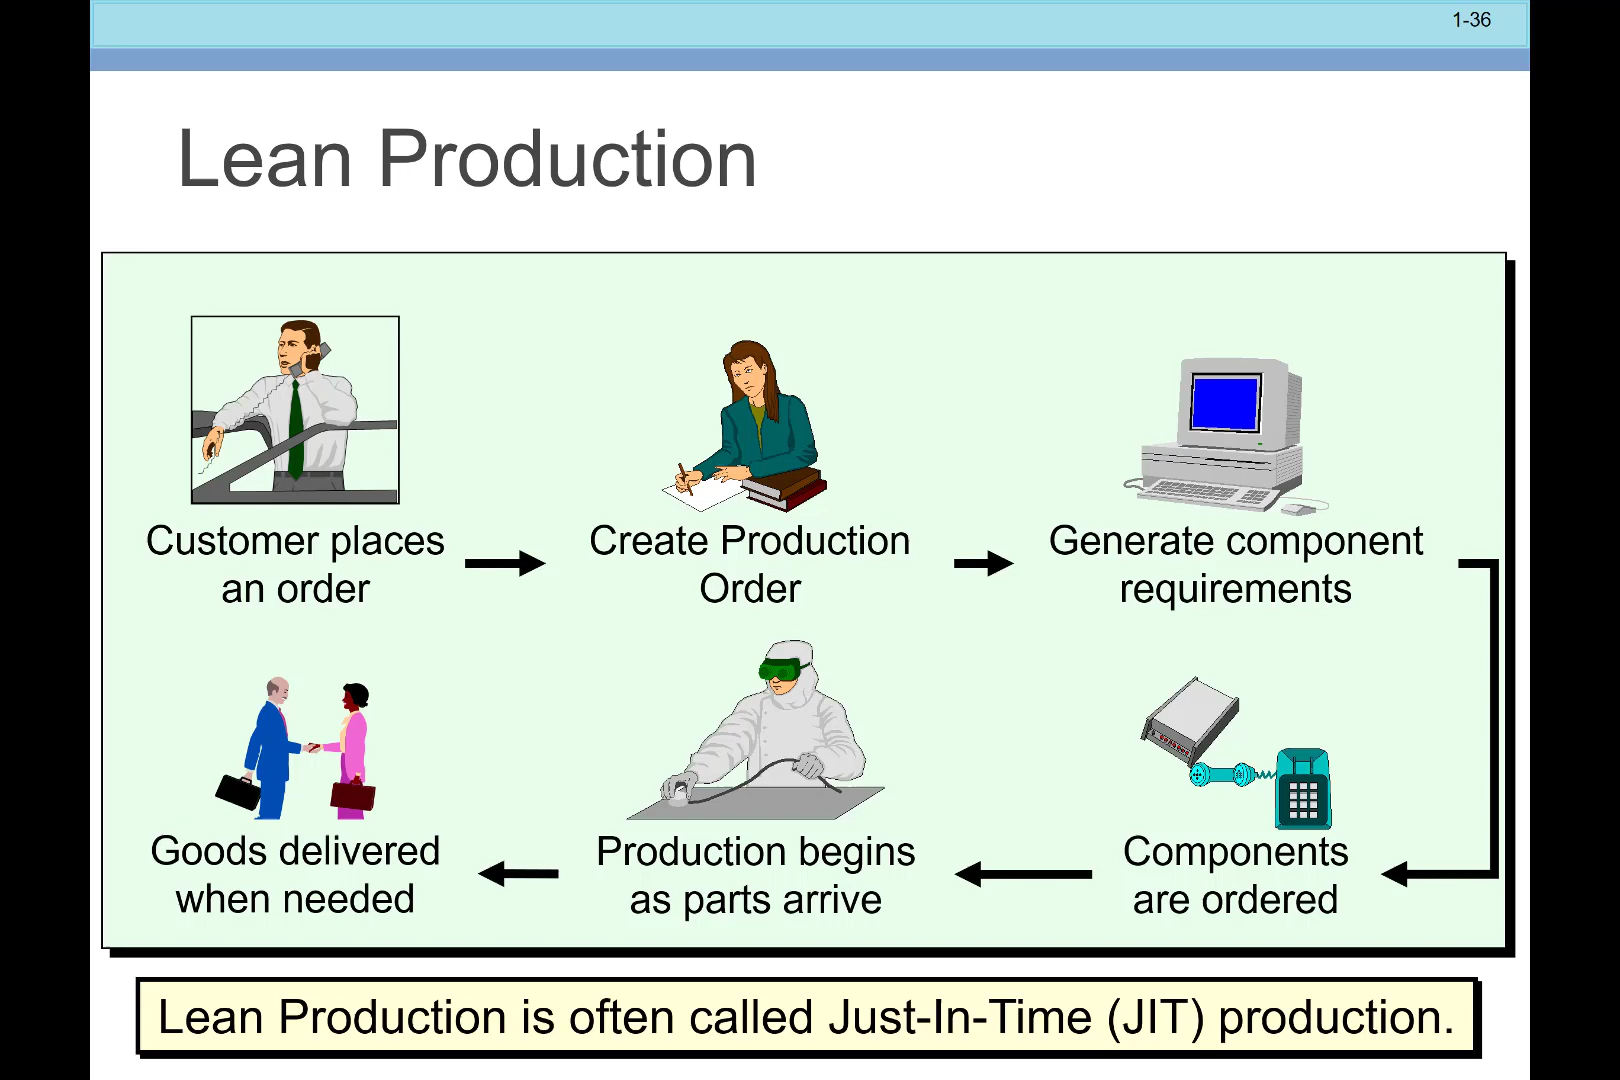 1-36
Lean Production
Customer places
an order
Create Production
Order
Generate component
requirements
Goods delivered
when needed
Production begins
as parts arrive
Components
are ordered
Lean Production is often called Just-In-Time (JIT) production.